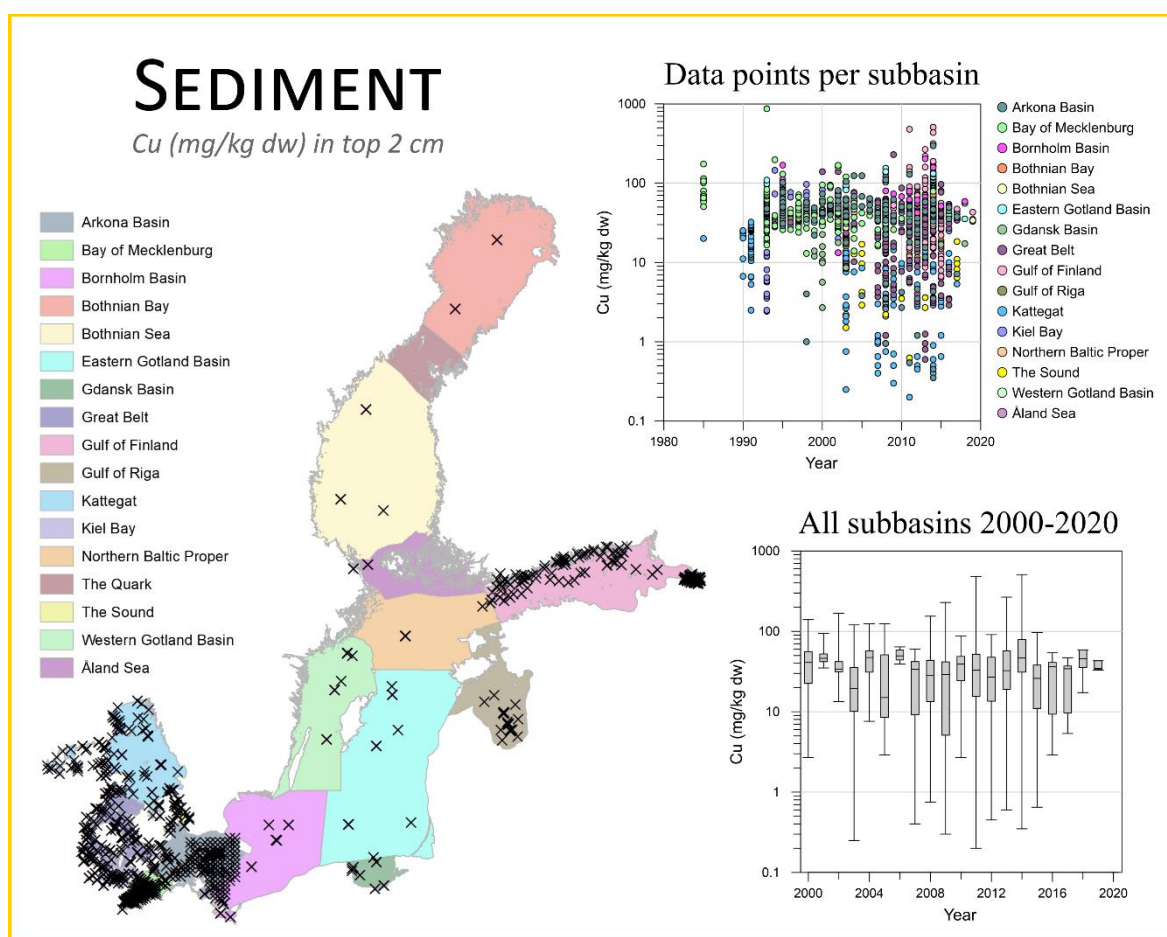 SEDIMENT
Cu (mg/kg dw) in top 2 cm
Arkona Basin
Bay of Mecklenburg
Bornholm Basin
Bothnian Bay
Bothnian Sea
Eastern Gotland Basin
Gdansk Basin
Great Belt
Gulf of Finland
Gulf of Riga
Kattegat
Kiel Bay
Northern Baltic Proper
The Quark
The Sound
Western Gotland Basin
Åland Sea
Data points per subbasin
1000
100
10
1
0.1
Cu (mg/kg dw)
1980 1990 2000 2010 2020
Year
Arkona Basin
Bay of Mecklenburg
Bornholm Basin
Bothnian Bay
Bothnian Sea
Eastern Gotland Basin
Gdansk Basin
Great Belt
Gulf of Finland
Gulf of Riga
Kattegat
Kiel Bay
Northern Baltic Proper
The Sound
Western Gotland Basin
Åland Sea
All subbasins 2000-2020
1000
100
10
1
0.1
Cu (mg/kg dw)
2000 2004 2008 2012 2016 2020
Year